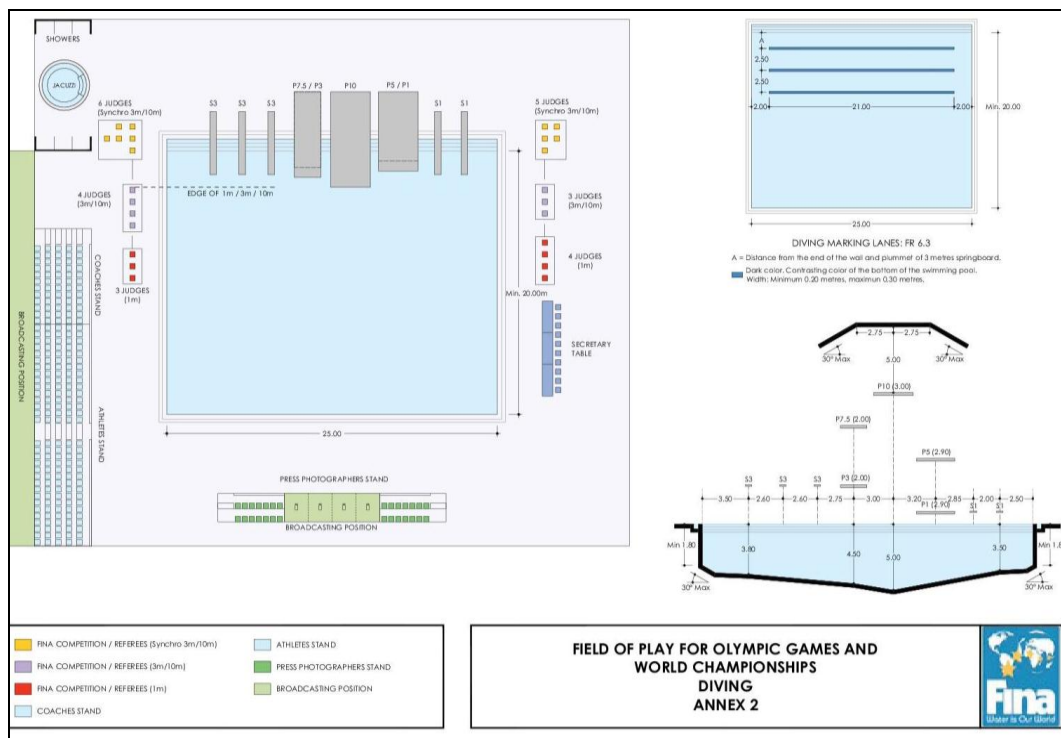 SHOWERS
JACUZZI
6 JUDGES
(Synchro 3m/10m)
S3
S3
S3
P7.5 / P3
P10
P5 / P1
S1
S1
5 JUDGES
(Synchro 3m/10m)
EDGE OF 1m / 3m / 10m
4 JUDGES
(3m/10m)
3 JUDGES
(3m/10m)
3 JUDGES
(1m)
4 JUDGES
(1m)
Min. 20.00m
SECRETARY
TABLE
BROADCASTING POSITION
COACHES STAND
ATHLETES STAND
25.00
PRESS PHOTOGRAPHERS STAND
BROADCASTING POSITION
A
2.50
2.50
2.00
21.00
2.00
Min. 20.00
25.00
DIVING MARKING LANES: FR 6.3
A = Distance from the end of the wall and plummet of 3 metres springboard.
Dark color. Contrasting color of the bottom of the swimming pool.
Width: Minimum 0.20 metres, maximun 0.30 metres.
2.75
2.75
30° Max
5.00
30° Max
P10 (3.00)
P7.5 (2.00)
P5 (2.90)
S3
S3
S3
P3 (2.00)
3.50
2.60
2.60
2.75
3.00
3.20
2.85
2.00
2.50
P1 (2.90)
S1
S1
Min 1.80
3.80
4.50
5.00
3.50
Min 1.8
30° Max
30° Max
FINA COMPETITION / REFEREES (Synchro 3m/10m)
FINA COMPETITION / REFEREES (3m/10m)
FINA COMPETITION / REFEREES (1m)
COACHES STAND
ATHLETES STAND
PRESS PHOTOGRAPHERS STAND
BROADCASTING POSITION
FIELD OF PLAY FOR OLYMPIC GAMES AND
WORLD CHAMPIONSHIPS
DIVING
ANNEX 2
Fina
Water is Our World